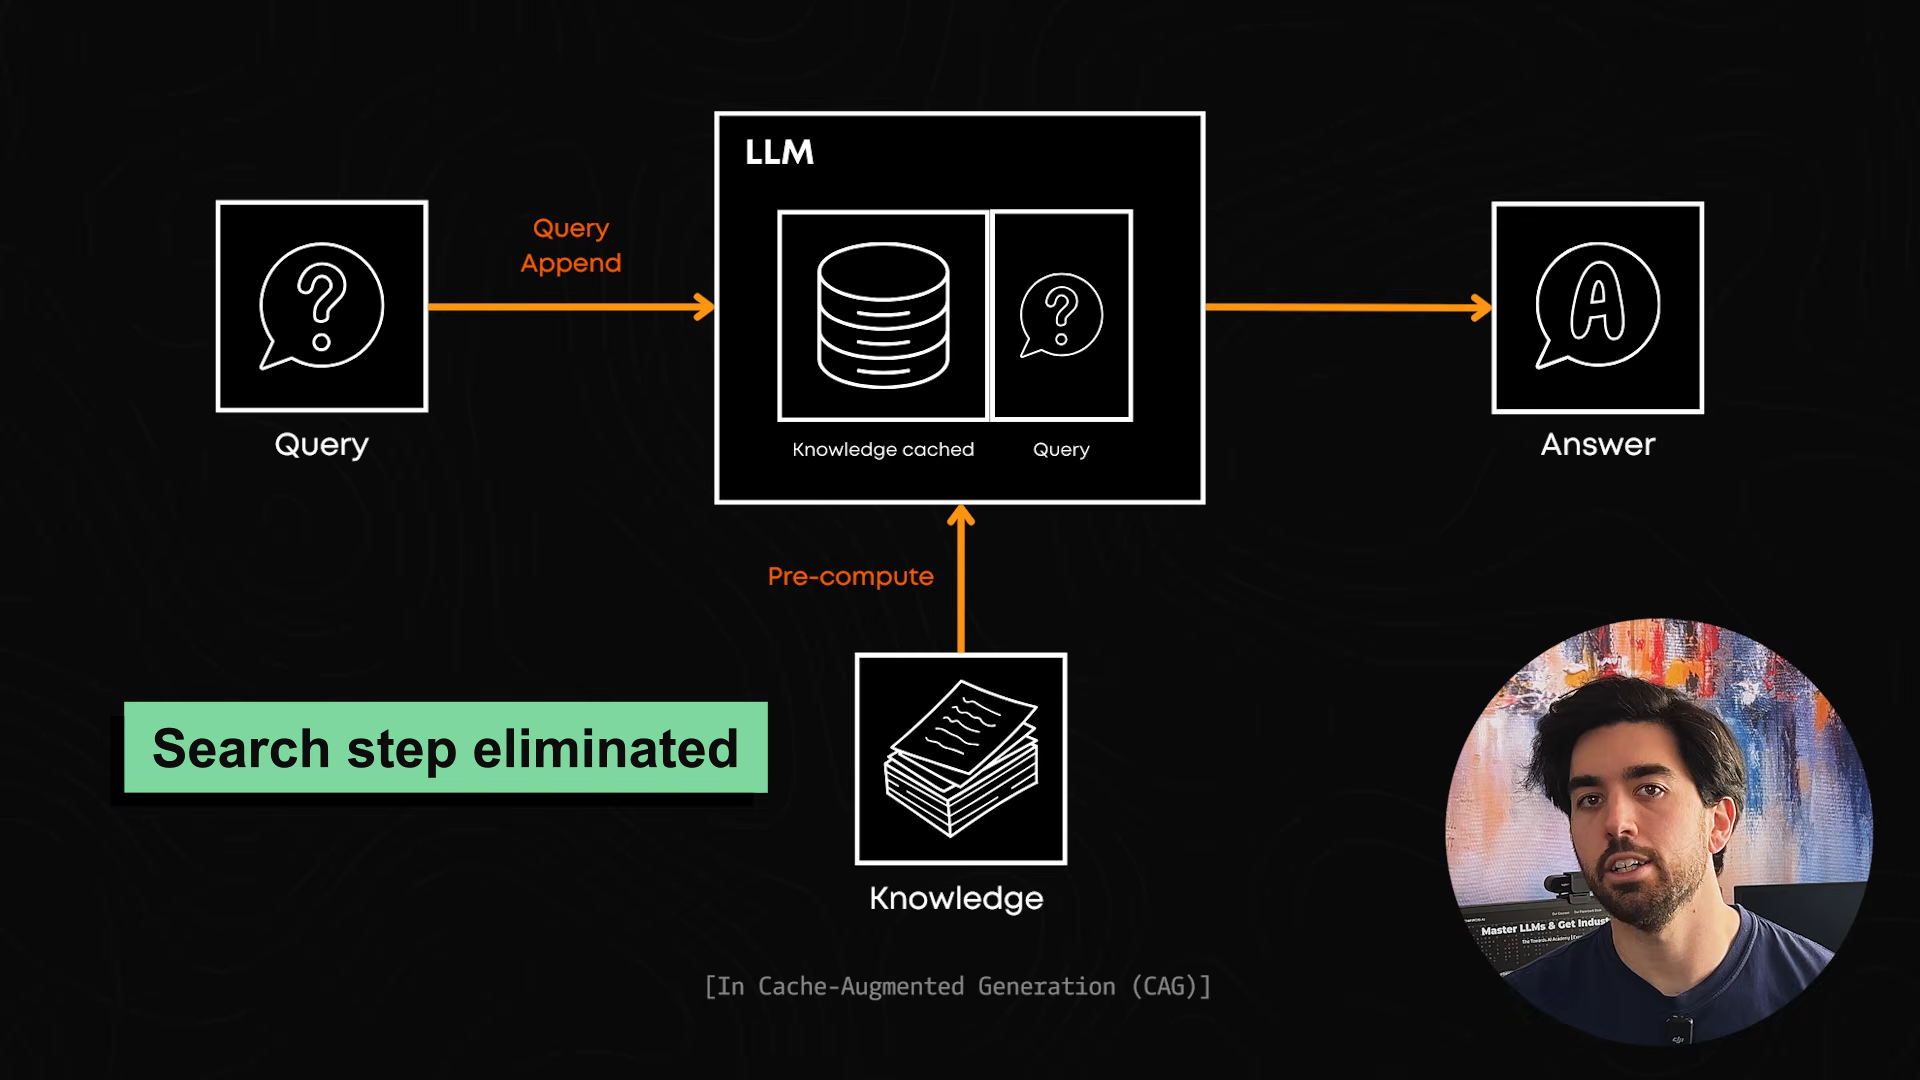 LLM
Query
Append
Knowledge cached
Query
Query
Answer
Pre-compute
Search step eliminated
Knowledge
Master LLMs & Get Indust
[In Cache-Augmented Generation (CAG)]